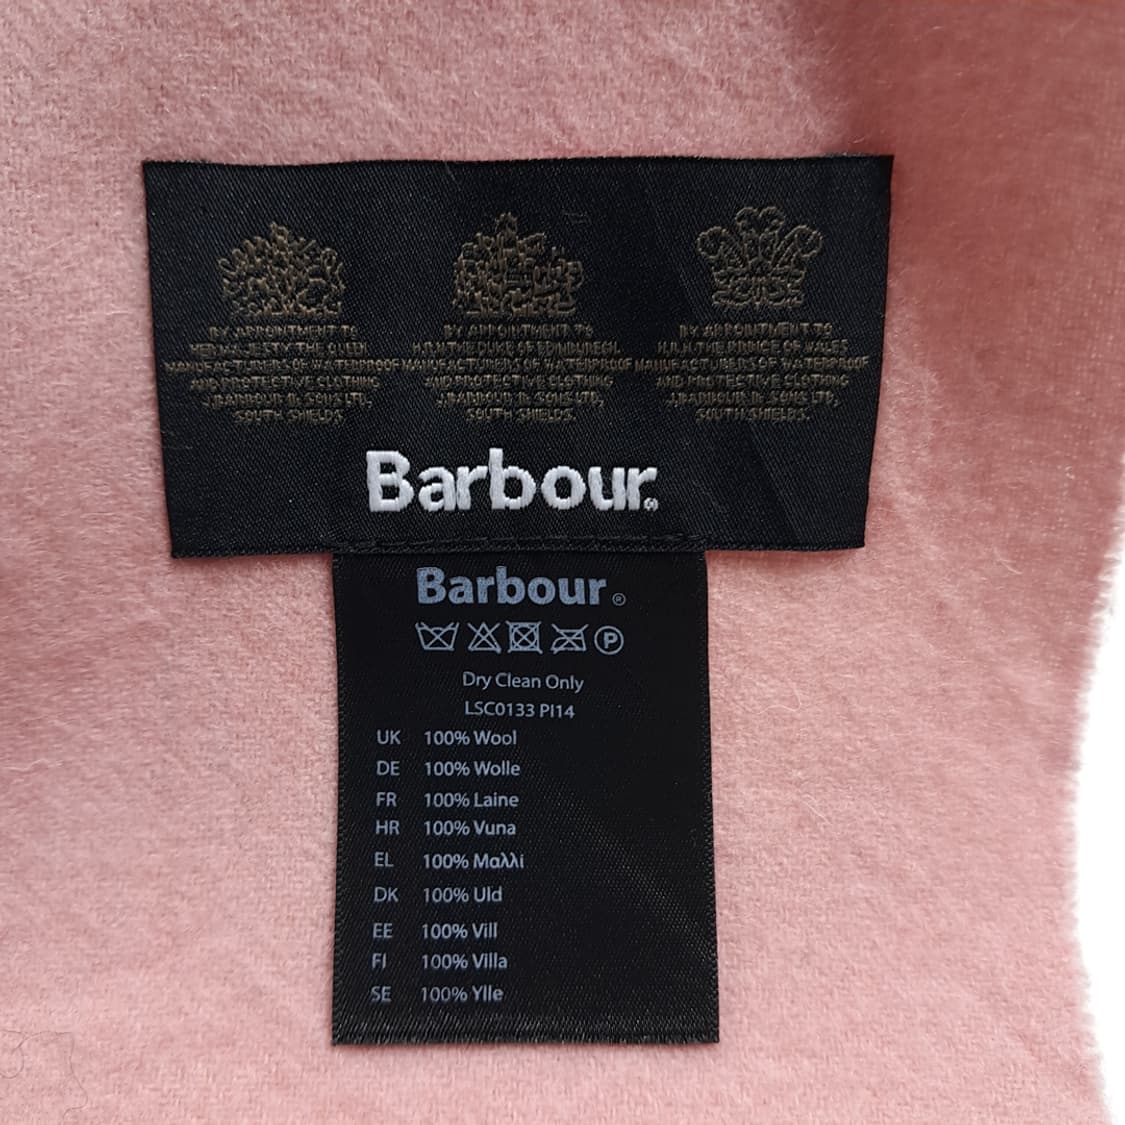 BY APPOINTMENT TO
HER MAJESTY THE QUEEN
MANUFACTURERS OF WATERPROOF
AND PROTECTIVE CLOTHING
J.BARBOUR & SONS LTD,
SOUTH SHIELDS.
BY APPOINTMENT TO
H.R.H. THE DUKE OF EDINBURGH
MANUFACTURERS OF WATERPROOF
AND PROTECTIVE CLOTHING
J.BARBOUR & SONS LTD,
SOUTH SHIELDS.
BY APPOINTMENT TO
H.R.H. THE PRINCE OF WALES
MANUFACTURERS OF WATERPROOF
AND PROTECTIVE CLOTHING
J.BARBOUR & SONS LTD,
SOUTH SHIELDS.
Barbour®
Barbour®
P
Dry Clean Only
LSC0133 PI14
UK 100% Wool
DE 100% Wolle
FR 100% Laine
HR 100% Vuna
EL 100% Μαλλi
DK 100% Uld
EE 100% Vill
FI 100% Villa
SE 100% Ylle